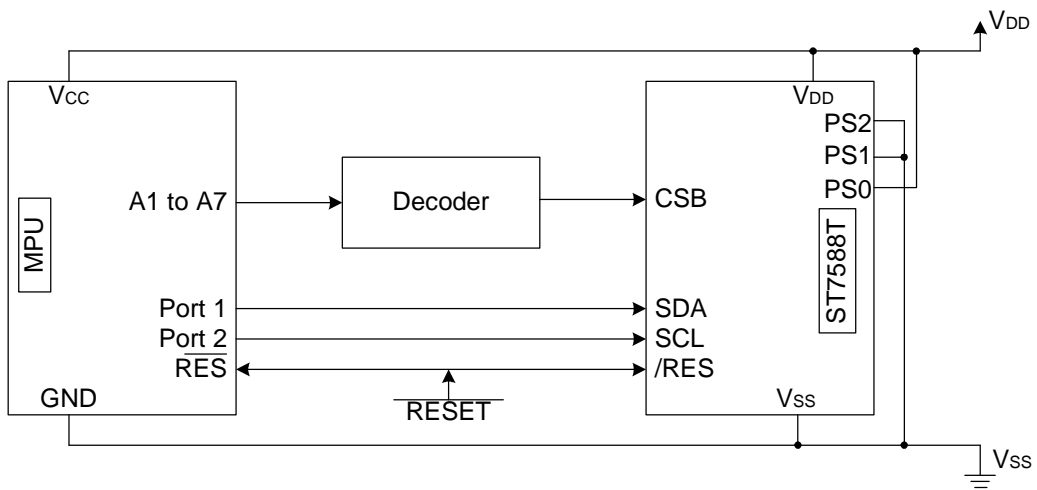 VDD
VCC
VDD
PS2
PS1
PS0
A1 to A7
Decoder
CSB
MPU
ST7588T
Port 1
SDA
Port 2
SCL
RES
/RES
RESET
GND
VSS
VSS